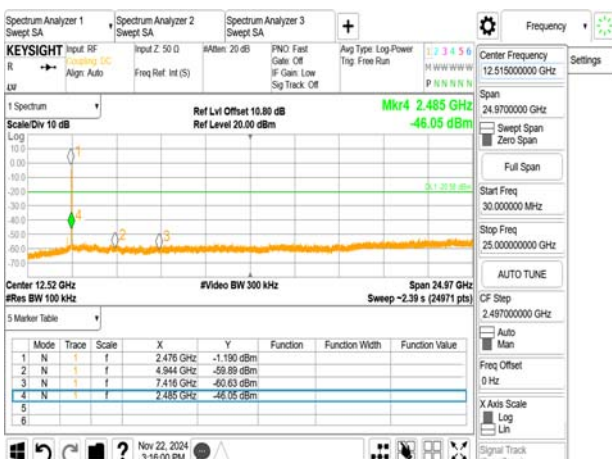 Spectrum Analyzer 1
Swept SA
Spectrum Analyzer 2
Swept SA
Spectrum Analyzer 3
Swept SA
+
Frequency
KEYSIGHT
R
Input: RF
Coupling: DC
Align: Auto
Input Z: 50 Ω
Freq Ref: Int (S)
#Atten: 20 dB
PNO: Fast
Gate: Off
IF Gain: Low
Sig Track: Off
Avg Type: Log-Power
Trig: Free Run
1 2 3 4 5 6
M W W W W W
P N N N N N
1 Spectrum
Scale/Div 10 dB
Log
Ref Lvl Offset 10.80 dB
Ref Level 20.00 dBm
Mkr4 2.485 GHz
-46.05 dBm
10.0
0.00
-10.0
-20.0
-30.0
-40.0
-50.0
-60.0
-70.0
1
4
2
3
Center 12.52 GHz
#Res BW 100 kHz
#Video BW 300 kHz
Span 24.97 GHz
Sweep ~2.39 s (24971 pts)
5 Marker Table
Mode Trace Scale X Y Function Function Width Function Value
1 N 1 f 2.476 GHz -1.190 dBm
2 N 1 f 4.944 GHz -59.89 dBm
3 N 1 f 7.416 GHz -60.63 dBm
4 N 1 f 2.485 GHz -46.05 dBm
5
6
?
Nov 22, 2024
3:16:00 PM
Center Frequency
12.515000000 GHz
Settings
Span
24.9700000 GHz
Swept Span
Zero Span
Full Span
Start Freq
30.000000 MHz
Stop Freq
25.000000000 GHz
AUTO TUNE
CF Step
2.497000000 GHz
Auto
Man
Freq Offset
0 Hz
X Axis Scale
Log
Lin
Signal Track